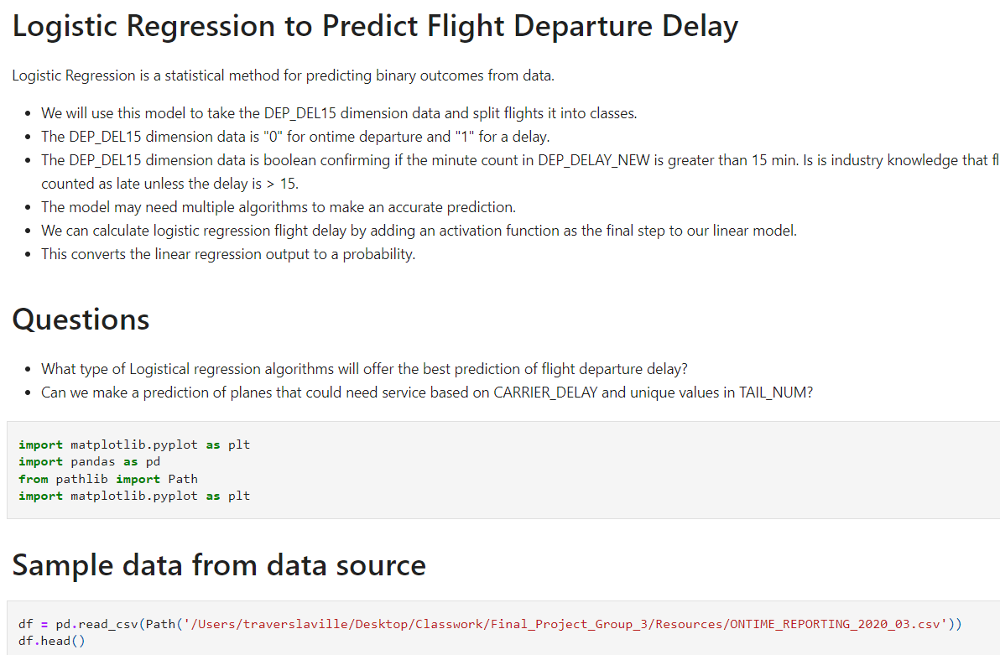 Logistic Regression to Predict Flight Departure Delay
Logistic Regression is a statistical method for predicting binary outcomes from data.
• We will use this model to take the DEP_DEL15 dimension data and split flights it into classes.
• The DEP_DEL15 dimension data is "0" for ontime departure and "1" for a delay.
• The DEP_DEL15 dimension data is boolean confirming if the minute count in DEP_DELAY_NEW is greater than 15 min. Is is industry knowledge that fl
counted as late unless the delay is > 15.
• The model may need multiple algorithms to make an accurate prediction.
• We can calculate logistic regression flight delay by adding an activation function as the final step to our linear model.
• This converts the linear regression output to a probability.
Questions
• What type of Logistical regression algorithms will offer the best prediction of flight departure delay?
• Can we make a prediction of planes that could need service based on CARRIER_DELAY and unique values in TAIL_NUM?
import matplotlib.pyplot as plt
import pandas as pd
from pathlib import Path
import matplotlib.pyplot as plt
Sample data from data source
df = pd.read_csv(Path('/Users/traverslaville/Desktop/Classwork/Final_Project_Group_3/Resources/ONTIME_REPORTING_2020_03.csv'))
df.head()